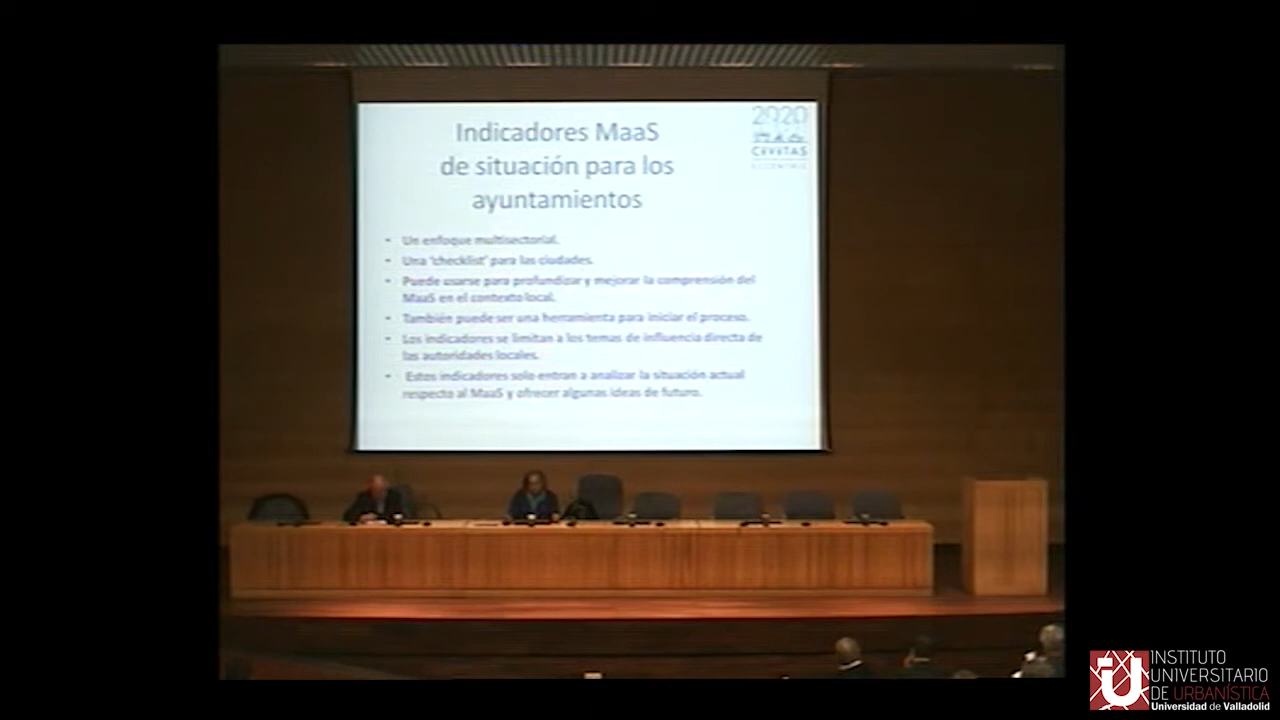 2020
CIVITAS
ECCENTRIC
Indicadores MaaS
de situación para los
ayuntamientos
• Un enfoque multisectorial.
• Una 'checklist' para las ciudades.
• Puede usarse para profundizar y mejorar la comprensión del
MaaS en el contexto local.
• También puede ser una herramienta para iniciar el proceso.
• Los indicadores se limitan a los temas de influencia directa de
las autoridades locales.
• Estos indicadores solo entran a analizar la situación actual
respecto al MaaS y ofrecer algunas ideas de futuro.
INSTITUTO
UNIVERSITARIO
DE URBANÍSTICA
Universidad de Valladolid